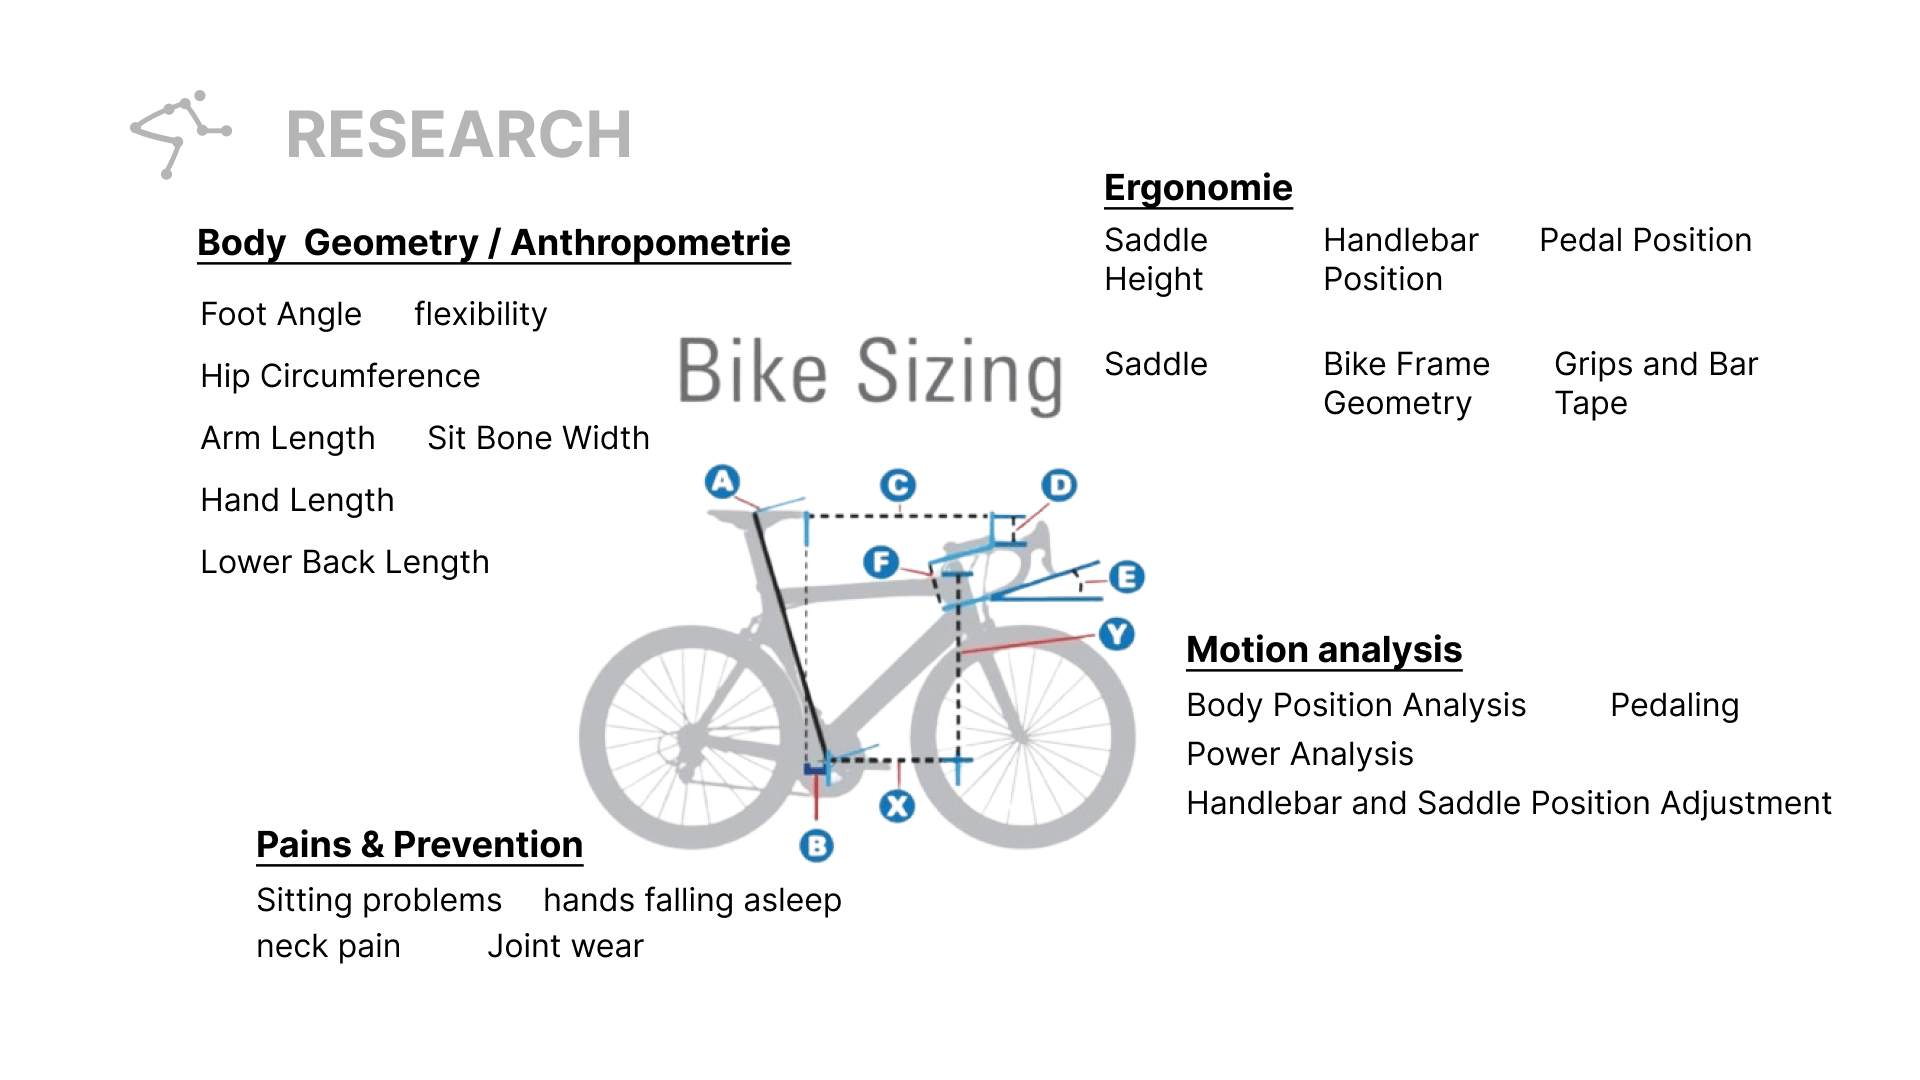 RESEARCH
Body  Geometry / Anthropometrie
Foot Angle flexibility
Hip Circumference
Arm Length Sit Bone Width
Hand Length
Lower Back Length
Ergonomie
Saddle Height
Handlebar Position
Pedal Position
Saddle
Bike Frame Geometry
Grips and Bar Tape
Bike Sizing
A
C
D
F
E
Y
X
B
Motion analysis
Body Position Analysis Pedaling
Power Analysis
Handlebar and Saddle Position Adjustment
Pains & Prevention
Sitting problems hands falling asleep
neck pain Joint wear